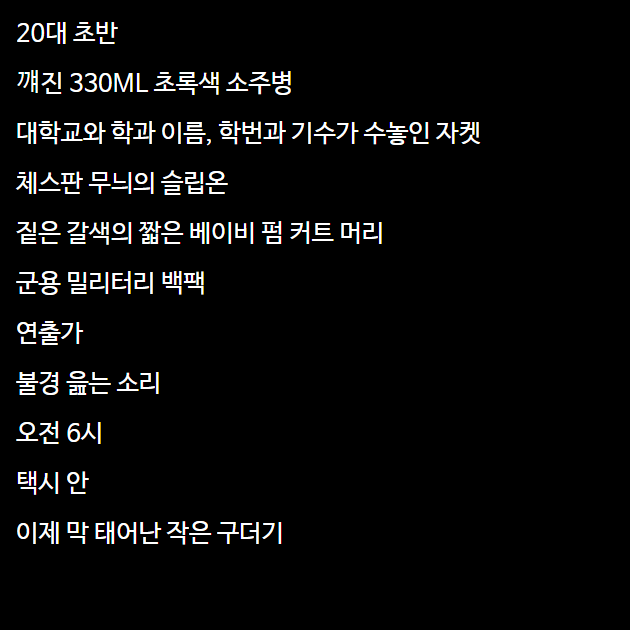 20대 초반
꺠진 330ML 초록색 소주병
대학교와 학과 이름, 학번과 기수가 수놓인 자켓
체스판 무늬의 슬립온
짙은 갈색의 짧은 베이비 펌 커트 머리
군용 밀리터리 백팩
연출가
불경 읊는 소리
오전 6시
택시 안
이제 막 태어난 작은 구더기